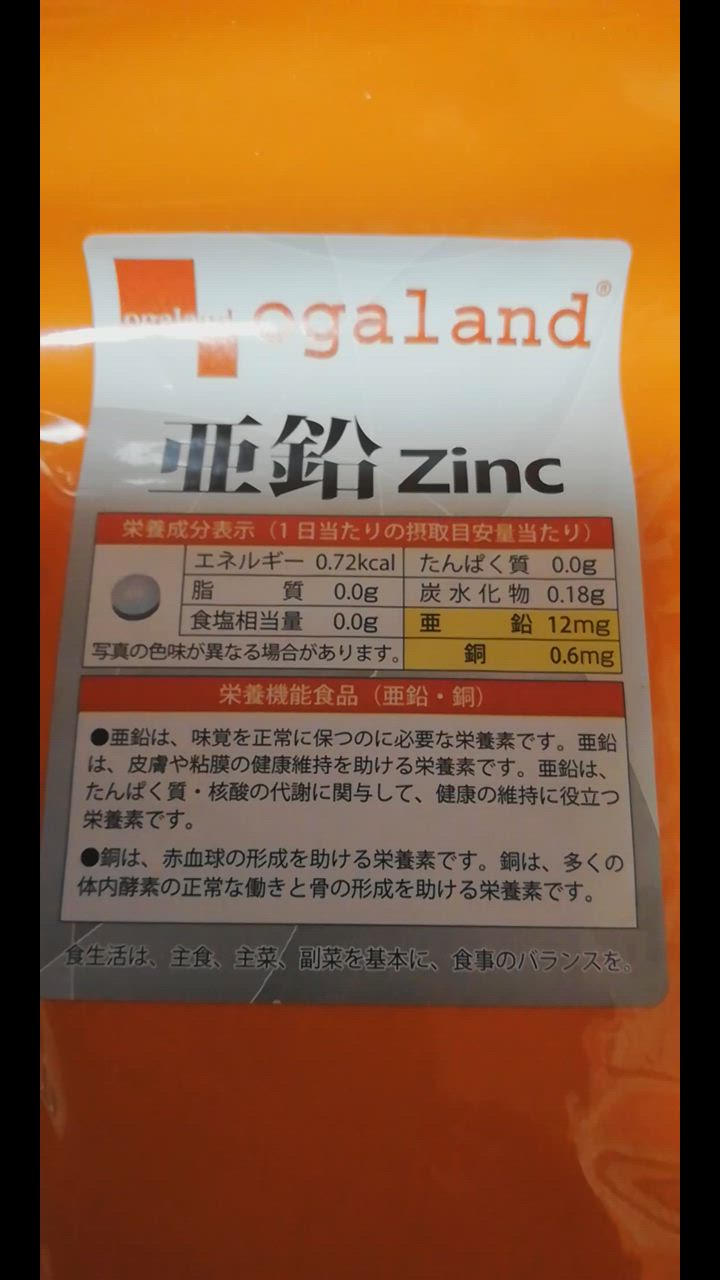 ogaland
ogaland®
亜鉛 Zinc
栄養成分表示（1日当たりの摂取目安量当たり）
エネルギー 0.72kcal たんぱく質 0.0g
脂質 0.0g 炭水化物 0.18g
食塩相当量 0.0g 亜鉛 12mg
写真の色味が異なる場合があります。 銅 0.6mg
栄養機能食品（亜鉛・銅）
●亜鉛は、味覚を正常に保つのに必要な栄養素です。亜鉛
は、皮膚や粘膜の健康維持を助ける栄養素です。亜鉛は、
たんぱく質・核酸の代謝に関与して、健康の維持に役立つ
栄養素です。
●銅は、赤血球の形成を助ける栄養素です。銅は、多くの
体内酵素の正常な働きと骨の形成を助ける栄養素です。
食生活は、主食、主菜、副菜を基本に、食事のバランスを。